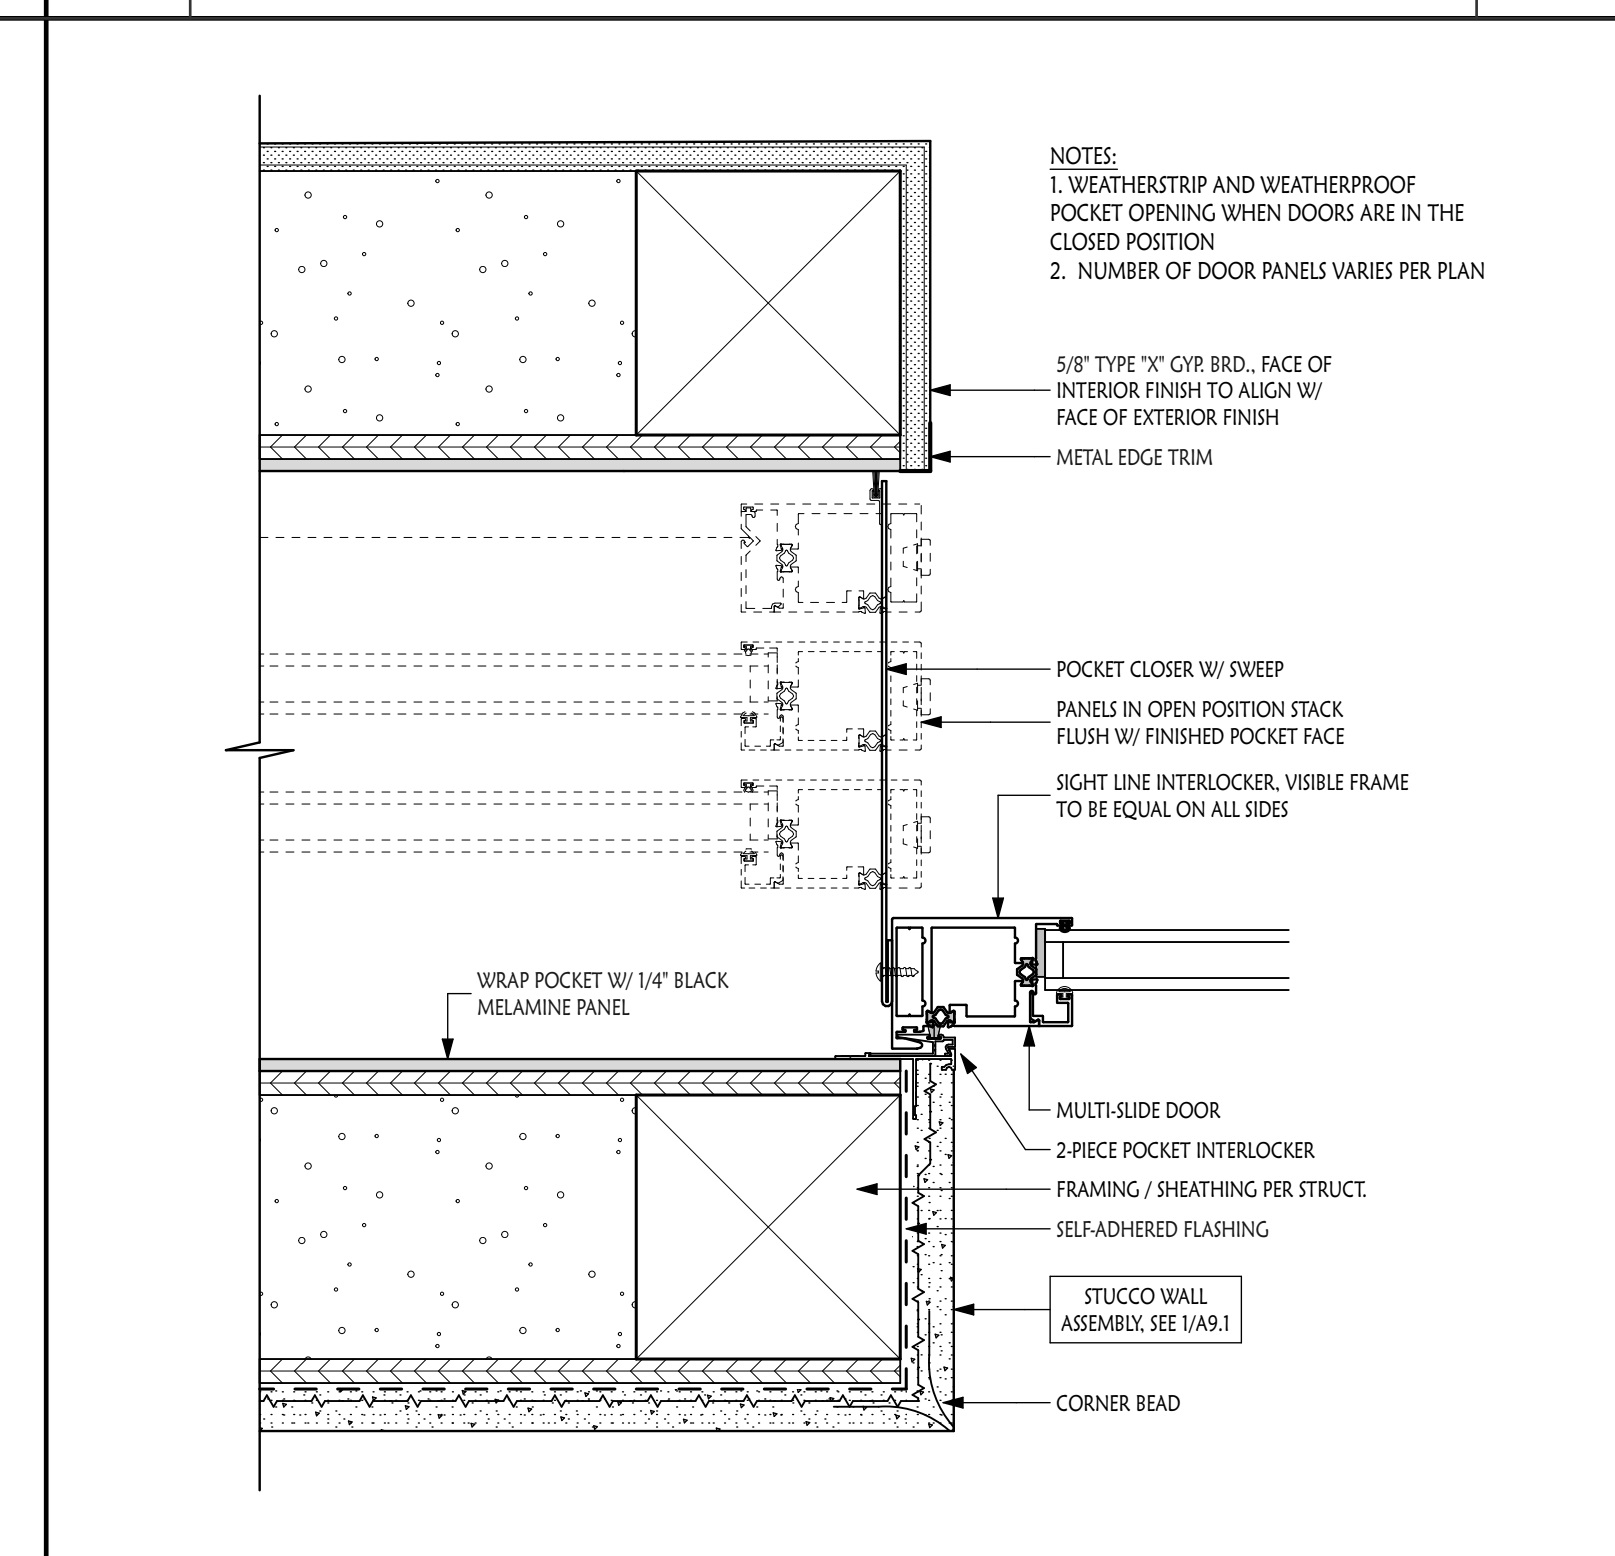 NOTES:
1. WEATHERSTRIP AND WEATHERPROOF
POCKET OPENING WHEN DOORS ARE IN THE
CLOSED POSITION
2. NUMBER OF DOOR PANELS VARIES PER PLAN
5/8" TYPE "X" GYP. BRD., FACE OF
INTERIOR FINISH TO ALIGN W/
FACE OF EXTERIOR FINISH
METAL EDGE TRIM
POCKET CLOSER W/ SWEEP
PANELS IN OPEN POSITION STACK
FLUSH W/ FINISHED POCKET FACE
SIGHT LINE INTERLOCKER, VISIBLE FRAME
TO BE EQUAL ON ALL SIDES
WRAP POCKET W/ 1/4" BLACK
MELAMINE PANEL
MULTI-SLIDE DOOR
2-PIECE POCKET INTERLOCKER
FRAMING / SHEATHING PER STRUCT.
SELF-ADHERED FLASHING
STUCCO WALL
ASSEMBLY, SEE 1/A9.1
CORNER BEAD